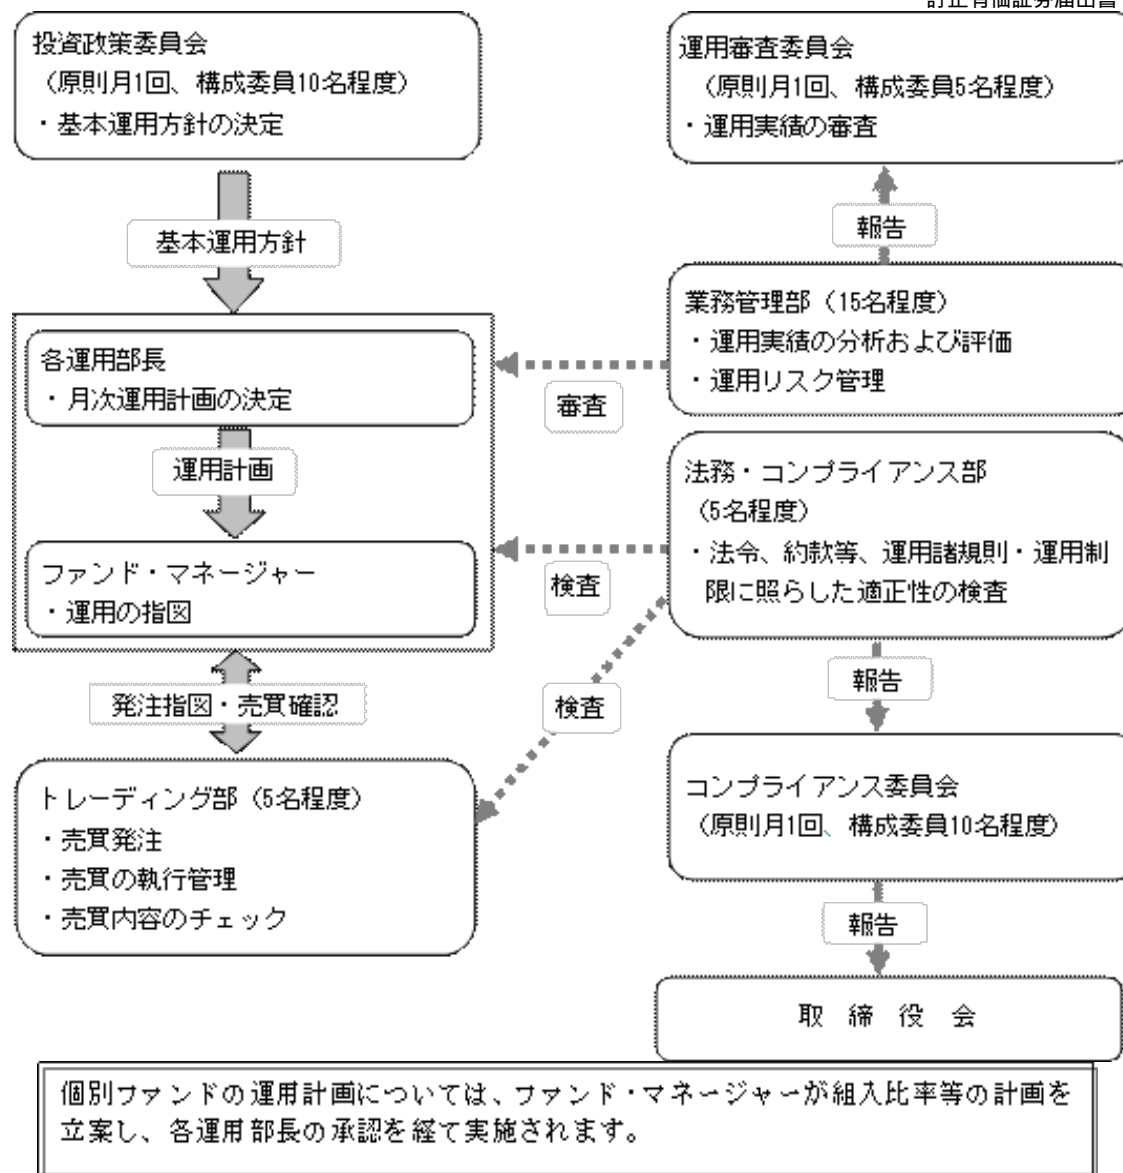 訂正有価証券届出書
投資政策委員会
（原則月1回、構成委員10名程度）
・基本運用方針の決定
基本運用方針
各運用部長
・月次運用計画の決定
運用計画
ファンド・マネージャー
・運用の指図
発注指図・売買確認
トレーディング部（5名程度）
・売買発注
・売買の執行管理
・売買内容のチェック
運用審査委員会
（原則月1回、構成委員5名程度）
・運用実績の審査
報告
業務管理部（15名程度）
・運用実績の分析および評価
・運用リスク管理
審査
法務・コンプライアンス部
（5名程度）
・法令、約款等、運用諸規則・運用制
限に照らした適正性の検査
検査
検査
報告
コンプライアンス委員会
（原則月1回、構成委員10名程度）
報告
取締役会
個別ファンドの運用計画については、ファンド・マネージャーが組入比率等の計画を
立案し、各運用部長の承認を経て実施されます。